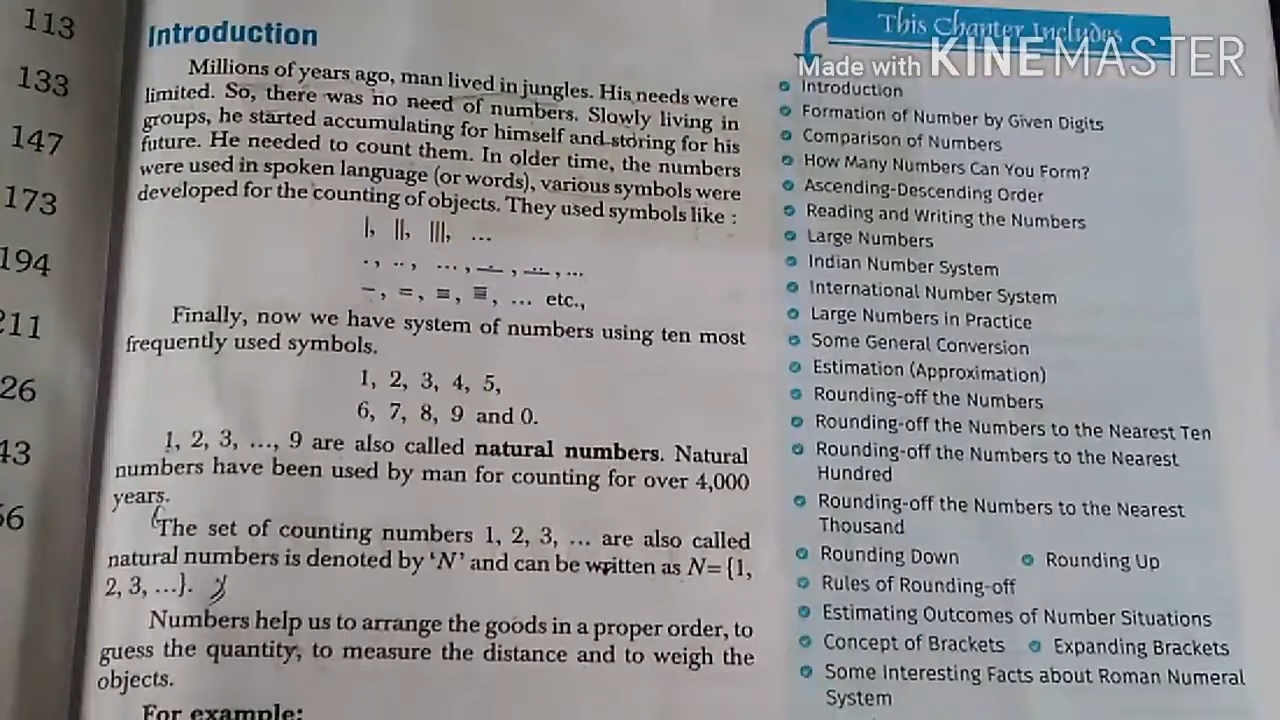 113
133
147
173
194
211
26
43
56
Introduction
Millions of years ago, man lived in jungles. His needs were
limited. So, there was no need of numbers. Slowly living in
groups, he started accumulating for himself and storing for his
future. He needed to count them. In older time, the numbers
were used in spoken language (or words), various symbols were
developed for the counting of objects. They used symbols like :
|, ||, |||, ...
etc.,
Finally, now we have system of numbers using ten most
frequently used symbols.
1, 2, 3, 4, 5,
6, 7, 8, 9 and 0.
1, 2, 3, ..., 9 are also called natural numbers. Natural
numbers have been used by man for counting for over 4,000
years.
The set of counting numbers 1, 2, 3, ... are also called
natural numbers is denoted by 'N' and can be written as N={1,
2, 3, ...}.
Numbers help us to arrange the goods in a proper order, to
guess the quantity, to measure the distance and to weigh the
objects.
For example:
This Chapter Includes
Made with KINEMASTER
Introduction
Formation of Number by Given Digits
Comparison of Numbers
How Many Numbers Can You Form?
Ascending-Descending Order
Reading and Writing the Numbers
Large Numbers
Indian Number System
International Number System
Large Numbers in Practice
Some General Conversion
Estimation (Approximation)
Rounding-off the Numbers
Rounding-off the Numbers to the Nearest Ten
Rounding-off the Numbers to the Nearest
Hundred
Rounding-off the Numbers to the Nearest
Thousand
Rounding Down Rounding Up
Rules of Rounding-off
Estimating Outcomes of Number Situations
Concept of Brackets Expanding Brackets
Some Interesting Facts about Roman Numeral
System